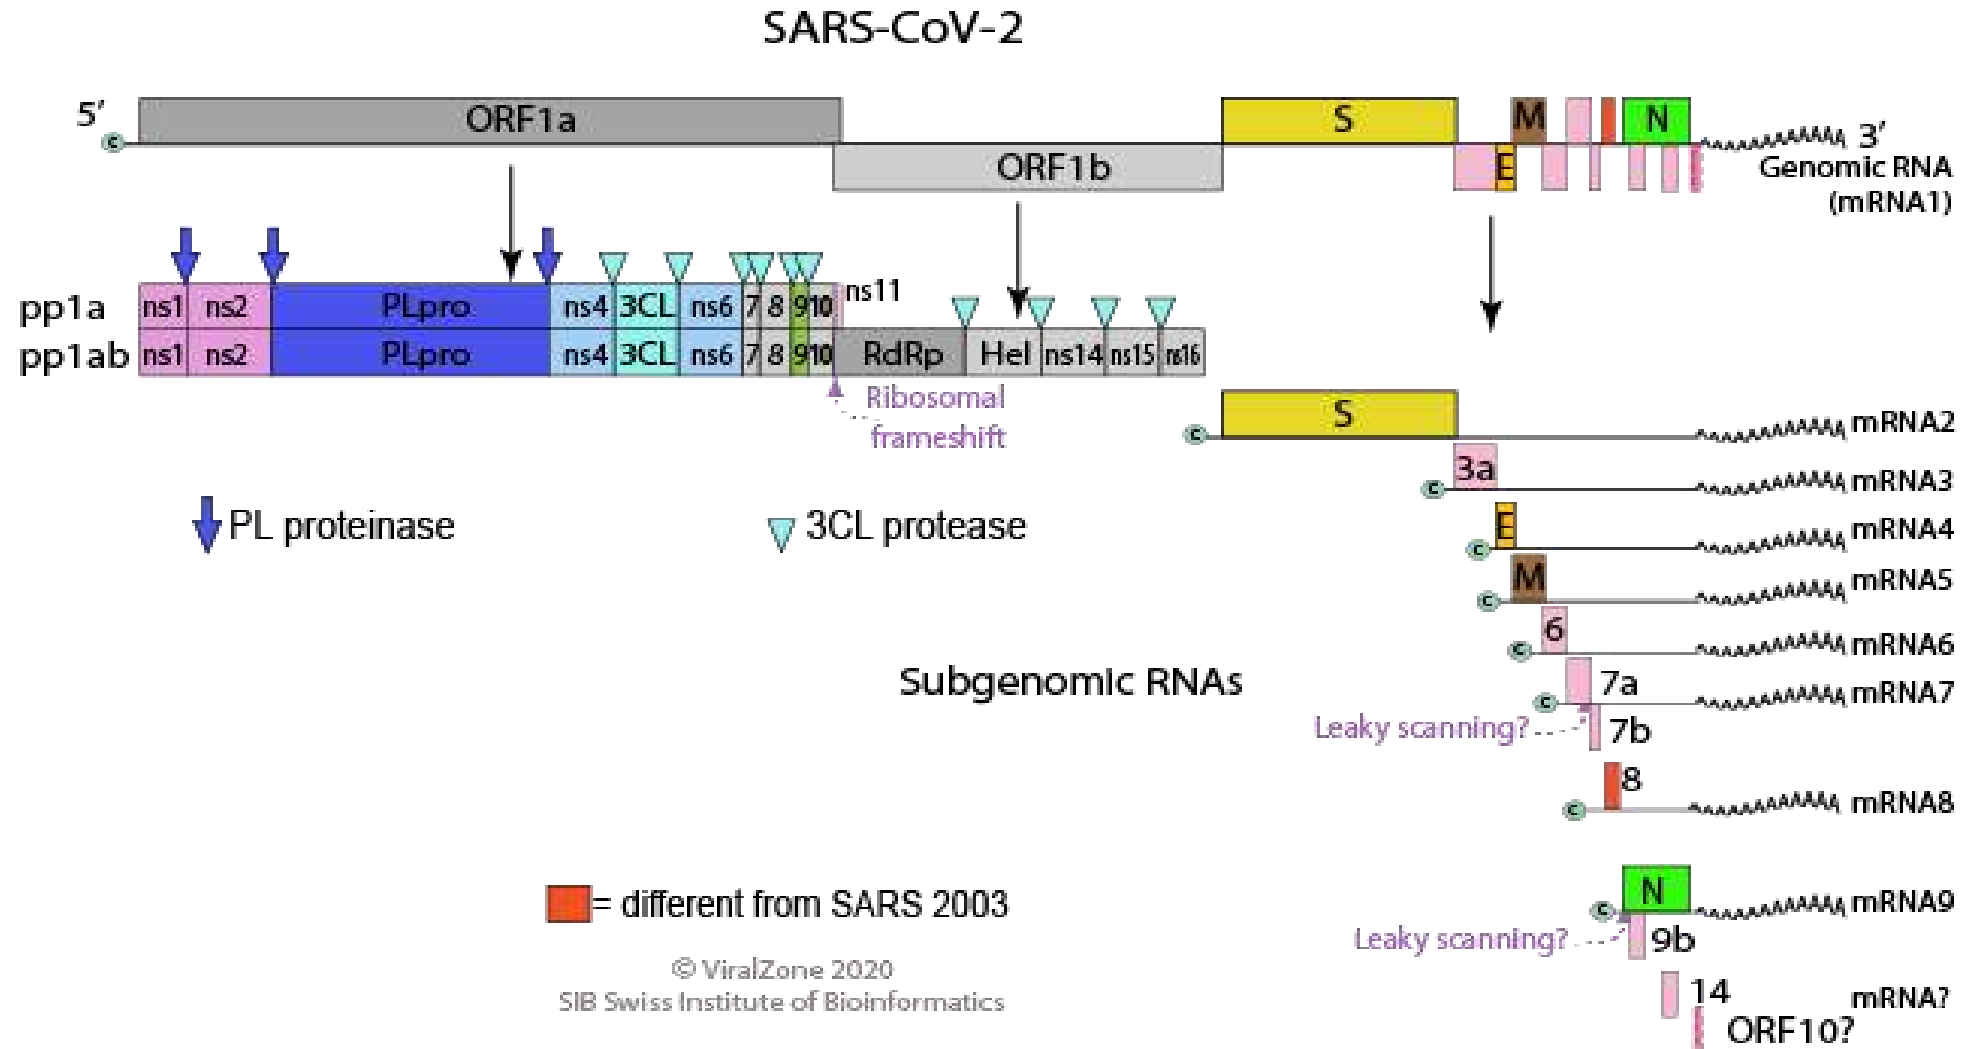 SARS-CoV-2
5′
c
ORF1a
S
M
N
3′
ORF1b
E
Genomic RNA
(mRNA1)
pp1a
ns1
ns2
PLpro
ns4
3CL
ns6
7
8
9
10
ns11
pp1ab
ns1
ns2
PLpro
ns4
3CL
ns6
7
8
9
10
RdRp
Hel
ns14
ns15
ns16
Ribosomal
frameshift
S
c
mRNA2
3a
c
mRNA3
PL proteinase
3CL protease
E
c
mRNA4
M
c
mRNA5
6
c
mRNA6
Subgenomic RNAs
7a
c
mRNA7
Leaky scanning?
7b
8
c
mRNA8
= different from SARS 2003
N
c
mRNA9
Leaky scanning?
9b
© ViralZone 2020
SIB Swiss Institute of Bioinformatics
14
mRNA?
ORF10?